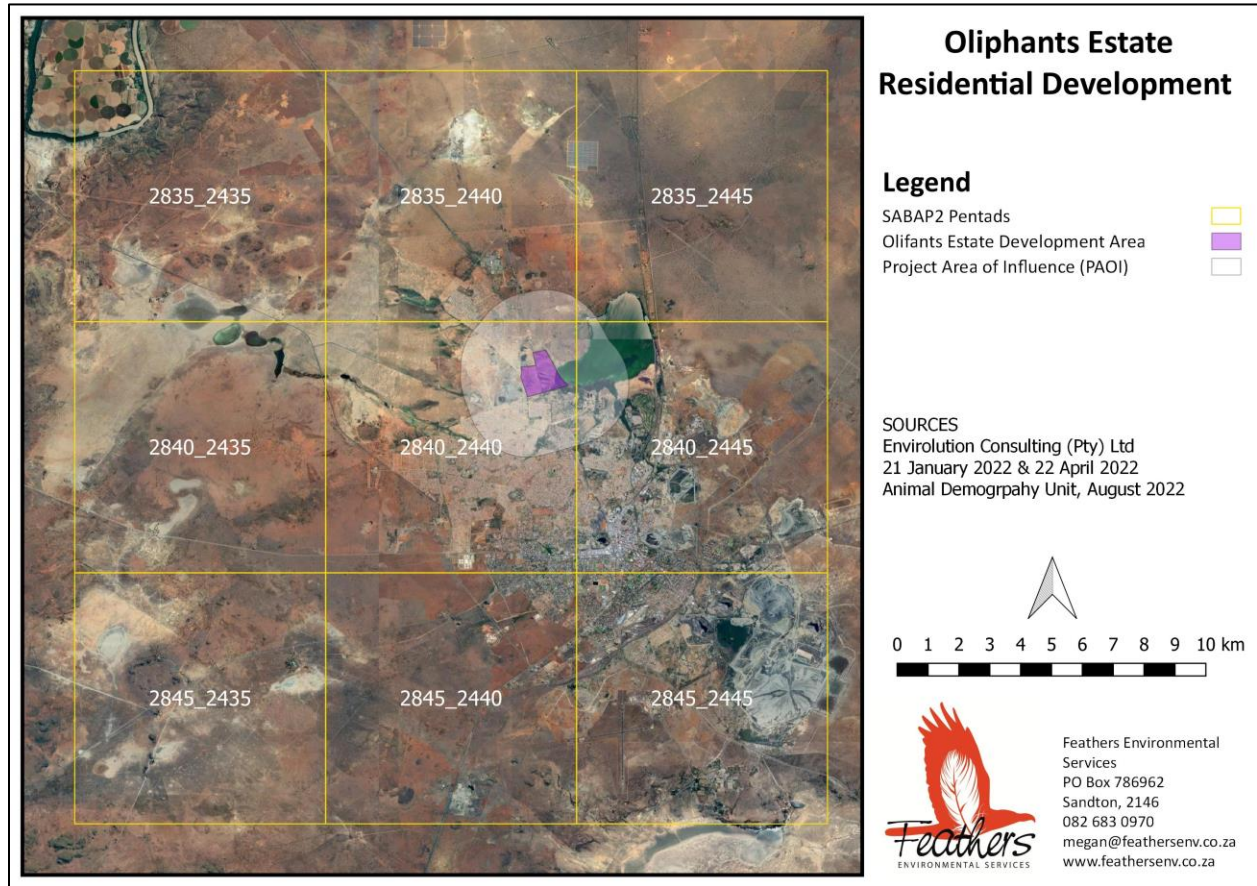 Oliphants Estate
Residential Development
Legend
SABAP2 Pentads
Olifants Estate Development Area
Project Area of Influence (PAOI)
2835_2435
2835_2440
2835_2445
2840_2435
2840_2440
2840_2445
2845_2435
2845_2440
2845_2445
SOURCES
Envirolution Consulting (Pty) Ltd
21 January 2022 & 22 April 2022
Animal Demogrpahy Unit, August 2022
0 1 2 3 4 5 6 7 8 9 10 km
Feathers
ENVIRONMENTAL SERVICES
Feathers Environmental
Services
PO Box 786962
Sandton, 2146
082 683 0970
megan@feathersenv.co.za
www.feathersenv.co.za